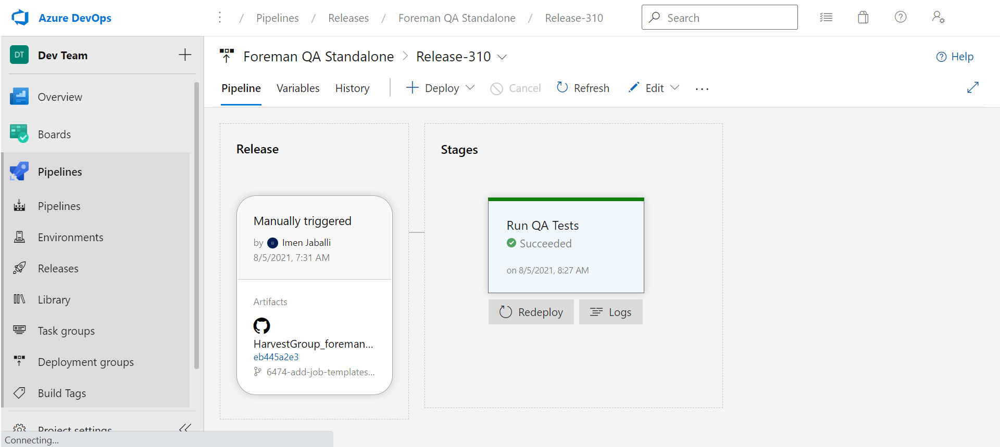 Azure DevOps
/ Pipelines / Releases / Foreman QA Standalone / Release-310
Search
DT Dev Team
Foreman QA Standalone > Release-310
Help
Pipeline Variables History Deploy Cancel Refresh Edit ...
Overview
Boards
Pipelines
Pipelines
Environments
Releases
Library
Task groups
Deployment groups
Build Tags
Project settings
Connecting...
Release
Manually triggered
by Imen Jaballi
8/5/2021, 7:31 AM
Artifacts
HarvestGroup_foreman...
eb445a2e3
6474-add-job-templates...
Stages
Run QA Tests
Succeeded
on 8/5/2021, 8:27 AM
Redeploy
Logs